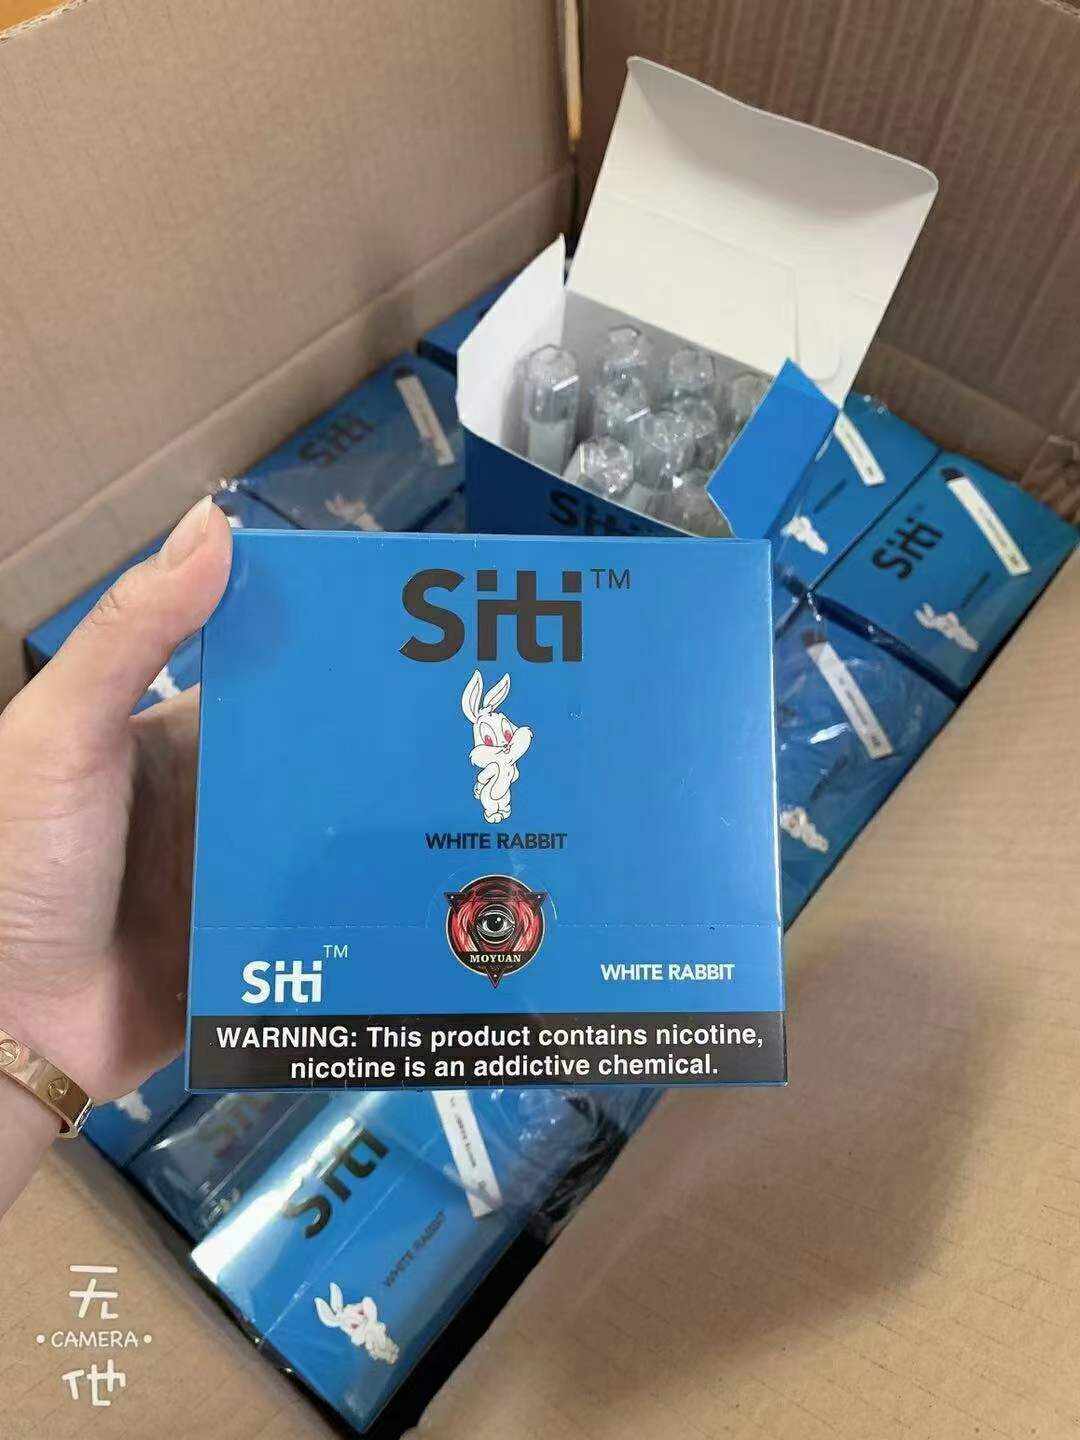 Siti
Siti
Siti
Siti™
WHITE RABBIT
MOYUAN
Siti™
WHITE RABBIT
WARNING: This product contains nicotine,
nicotine is an addictive chemical.
Siti
Siti
WHITE RABBIT
无
• CAMERA •
他